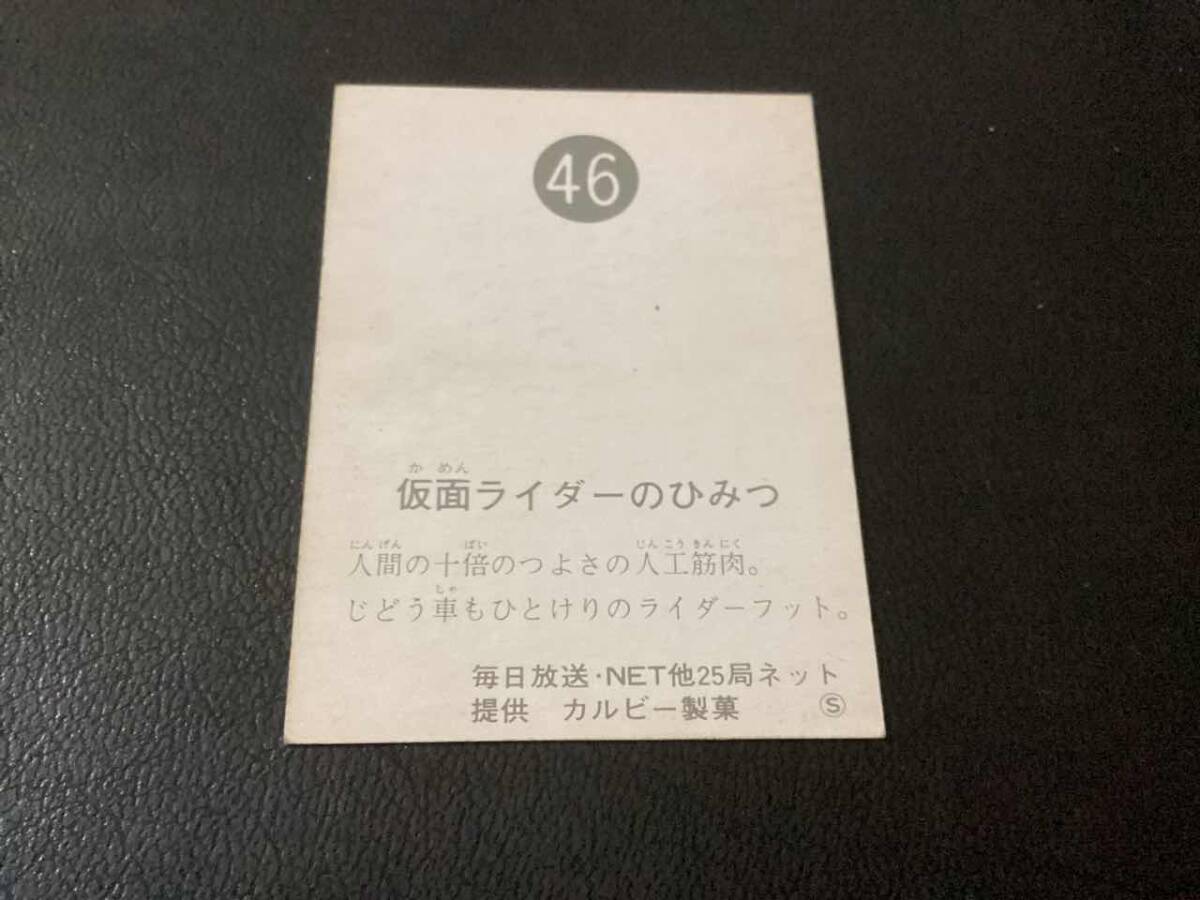 46
かめん
仮面ライダーのひみつ
にんげん ばい じんこうきんにく
人間の十倍のつよさの人工筋肉。
しゃ
じどう車もひとけりのライダーフット。
毎日放送・NET他25局ネット
提供 カルビー製菓 Ⓢ